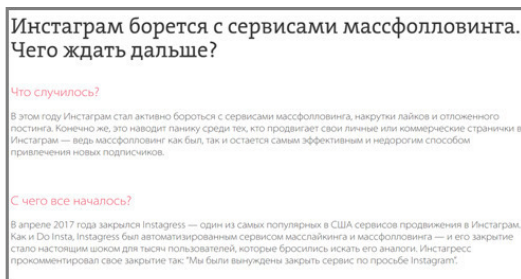 Инстаграм борется с сервисами массфолловинга.
Чего ждать дальше?
Что случилось?
В этом году Инстаграм стал активно бороться с сервисами массфолловинга, накрутки лайков и отложенного
постинга. Конечно же, это наводит панику среди тех, кто продвигает свои личные или коммерческие странички в
Инстаграм — ведь массфолловинг как был, так и остается самым эффективным и недорогим способом
привлечения новых подписчиков.
С чего все началось?
В апреле 2017 года закрылся Instagress — один из самых популярных в США сервисов продвижения в Инстаграм.
Как и Do Insta, Instagress был автоматизированным сервисом масслайкинга и массфолловинга — и его закрытие
стало настоящим шоком для тысяч пользователей, которые бросились искать его аналоги. Инстагресс
прокомментировал свое закрытие так: "Мы были вынуждены закрыть сервис по просьбе Instagram".